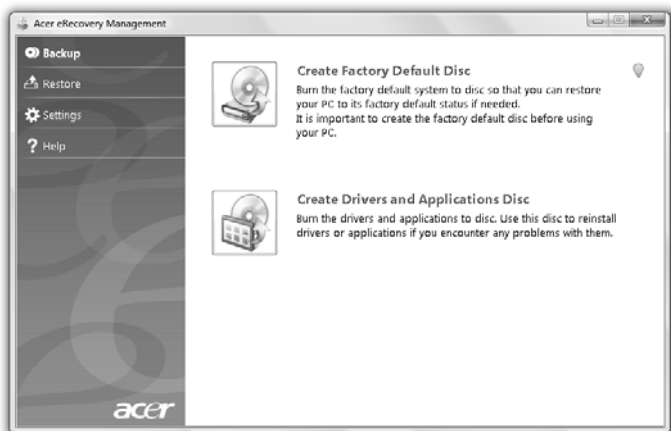 Acer eRecovery Management
Backup
Restore
Settings
? Help
Create Factory Default Disc
Burn the factory default system to disc so that you can restore
your PC to its factory default status if needed.
It is important to create the factory default disc before using
your PC.
Create Drivers and Applications Disc
Burn the drivers and applications to disc. Use this disc to reinstall
drivers or applications if you encounter any problems with them.
acer